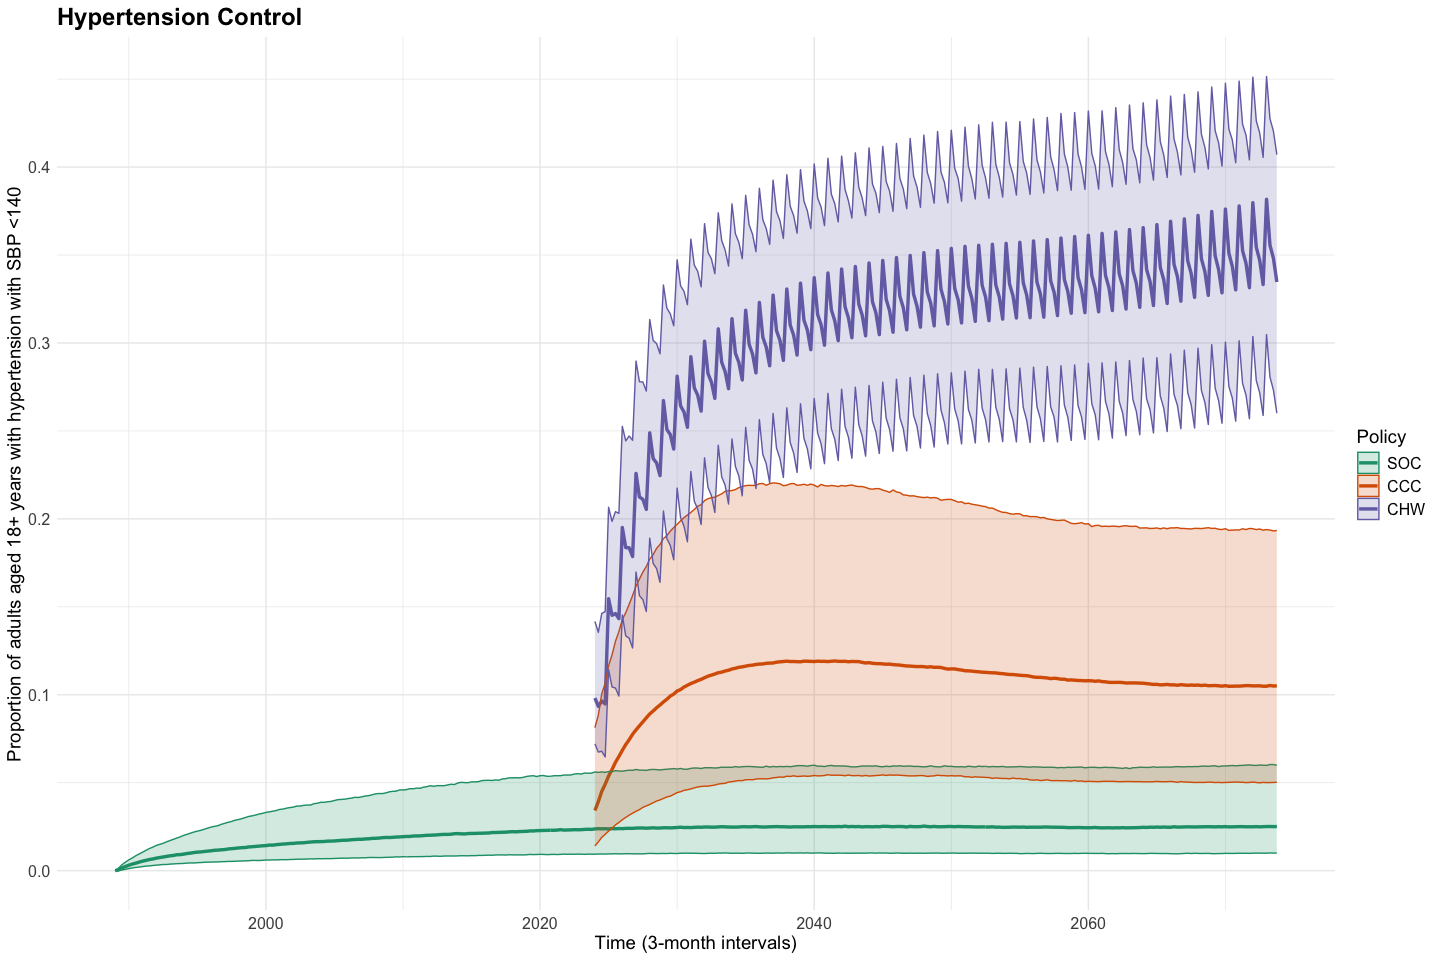 Hypertension Control
Proportion of adults aged 18+ years with hypertension with SBP <140
0.4
0.3
0.2
0.1
0.0
2000
2020
2040
2060
Time (3-month intervals)
Policy
SOC
CCC
CHW